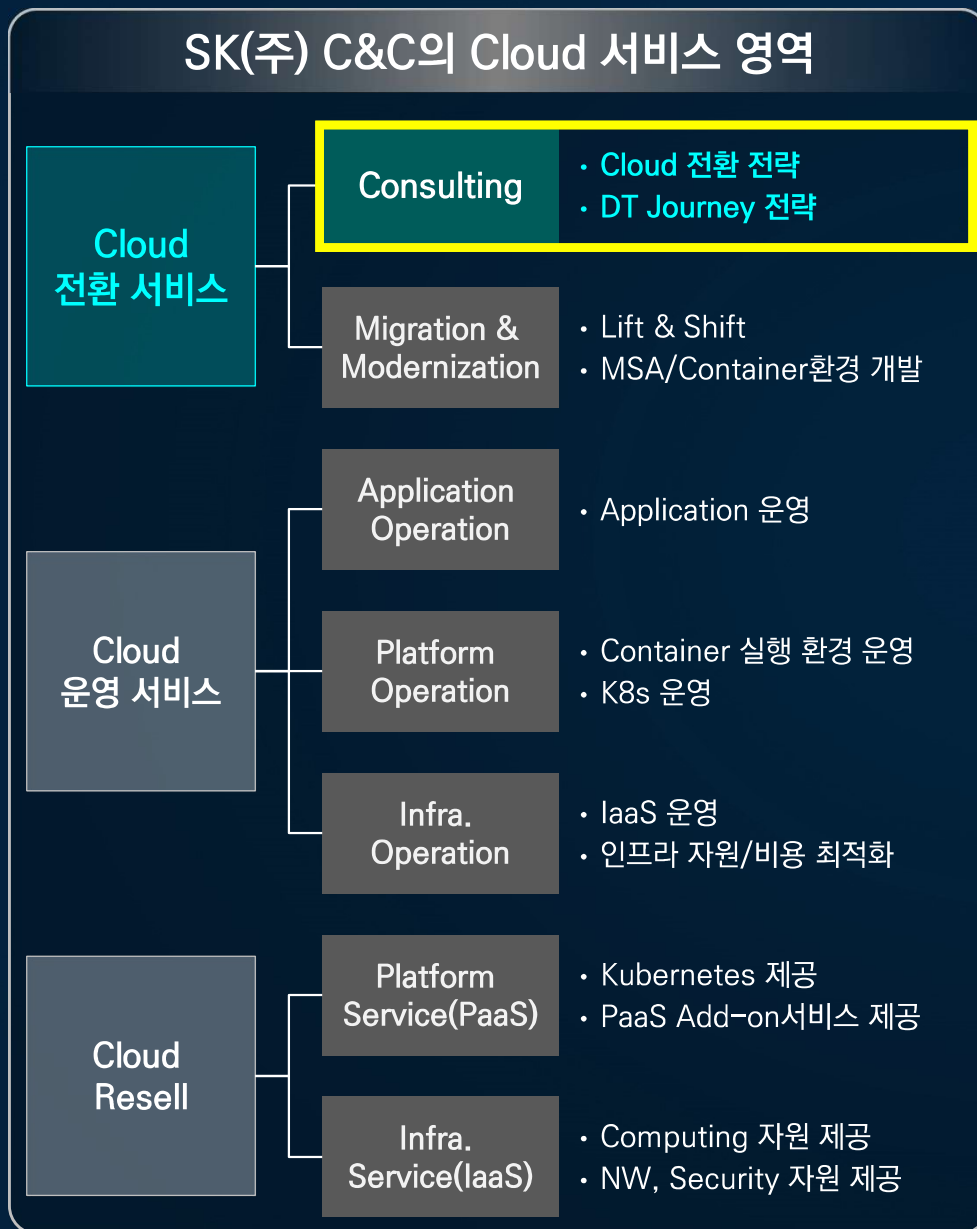 SK(주) C&C의 Cloud 서비스 영역
Cloud
전환 서비스
Consulting
• Cloud 전환 전략
• DT Journey 전략
Migration &
Modernization
• Lift & Shift
• MSA/Container환경 개발
Cloud
운영 서비스
Application
Operation
• Application 운영
Platform
Operation
• Container 실행 환경 운영
• K8s 운영
Infra.
Operation
• IaaS 운영
• 인프라 자원/비용 최적화
Cloud
Resell
Platform
Service(PaaS)
• Kubernetes 제공
• PaaS Add-on서비스 제공
Infra.
Service(IaaS)
• Computing 자원 제공
• NW, Security 자원 제공